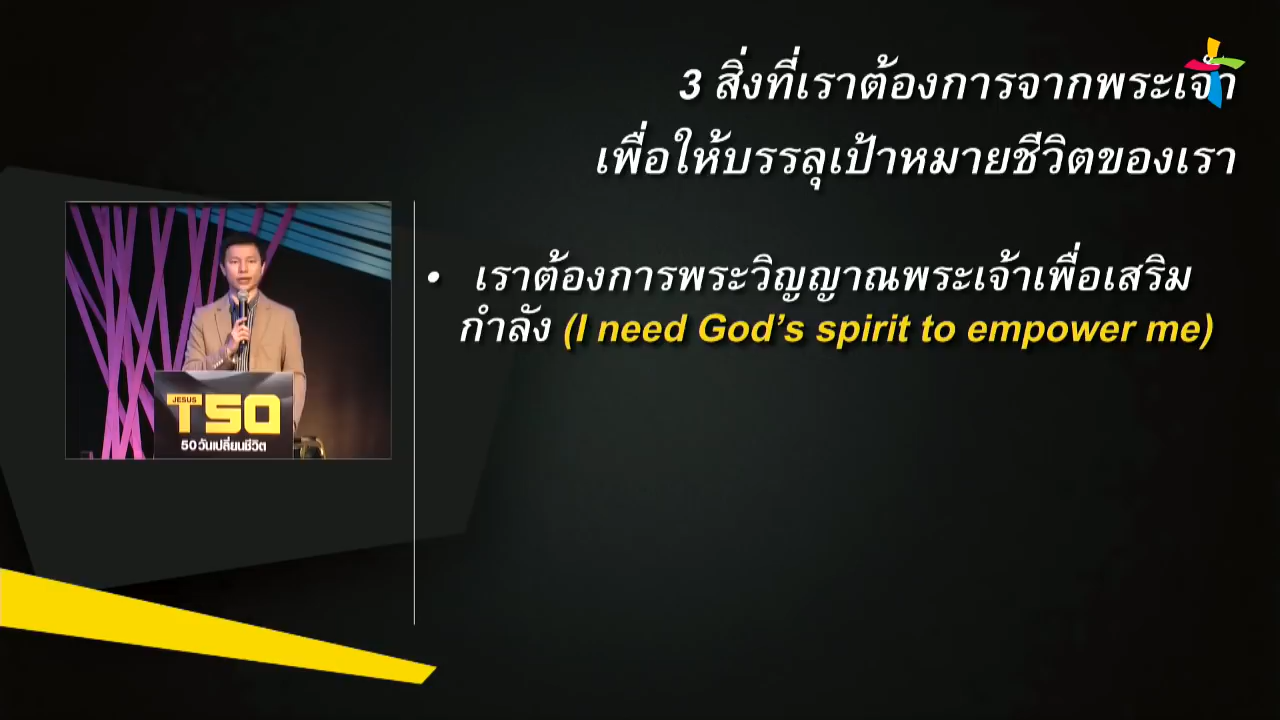 3 สิ่งที่เราต้องการจากพระเจ้า
เพื่อให้บรรลุเป้าหมายชีวิตของเรา
• เราต้องการพระวิญญาณพระเจ้าเพื่อเสริม
กำลัง (I need God’s spirit to empower me)
JESUS
T50
50 วันเปลี่ยนชีวิต